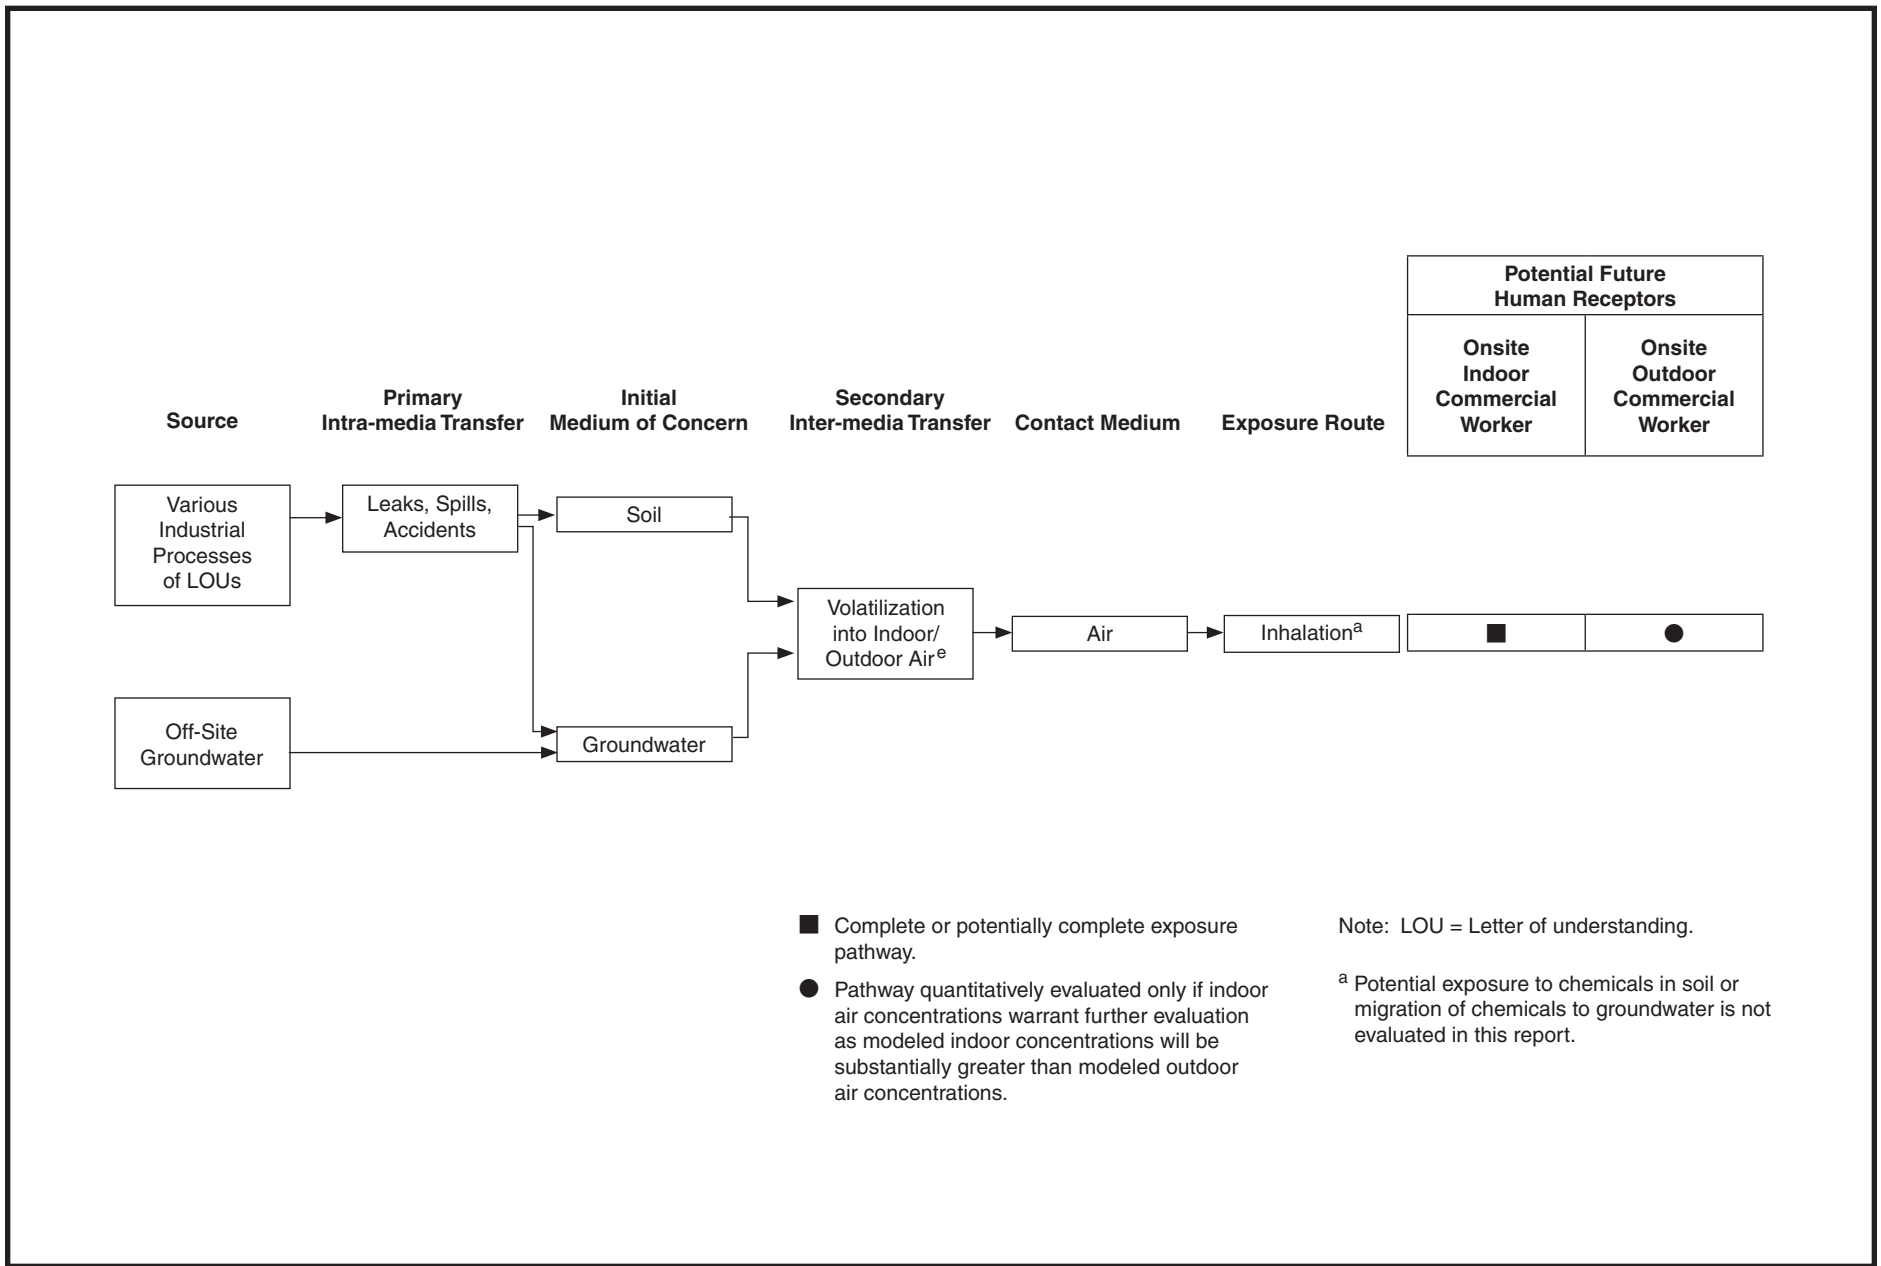 Potential Future
Human Receptors
Onsite
Indoor
Commercial
Worker
Onsite
Outdoor
Commercial
Worker
Source
Primary
Intra-media Transfer
Initial
Medium of Concern
Secondary
Inter-media Transfer
Contact Medium
Exposure Route
Various
Industrial
Processes
of LOUs
Leaks, Spills,
Accidents
Soil
Volatilization
into Indoor/
Outdoor Air e
Air
Inhalation a
Off-Site
Groundwater
Groundwater
■ Complete or potentially complete exposure
pathway.
● Pathway quantitatively evaluated only if indoor
air concentrations warrant further evaluation
as modeled indoor concentrations will be
substantially greater than modeled outdoor
air concentrations.
Note: LOU = Letter of understanding.
a Potential exposure to chemicals in soil or
migration of chemicals to groundwater is not
evaluated in this report.